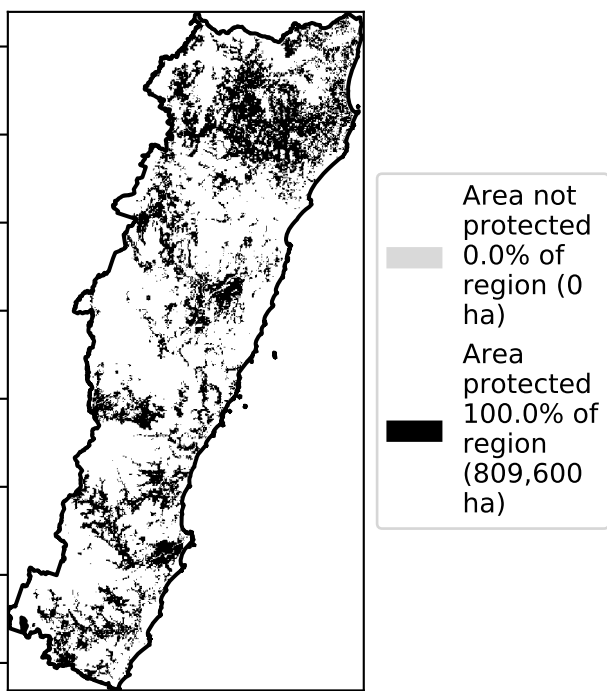 Area not
protected
0.0% of
region (0
ha)
Area
protected
100.0% of
region
(809,600
ha)